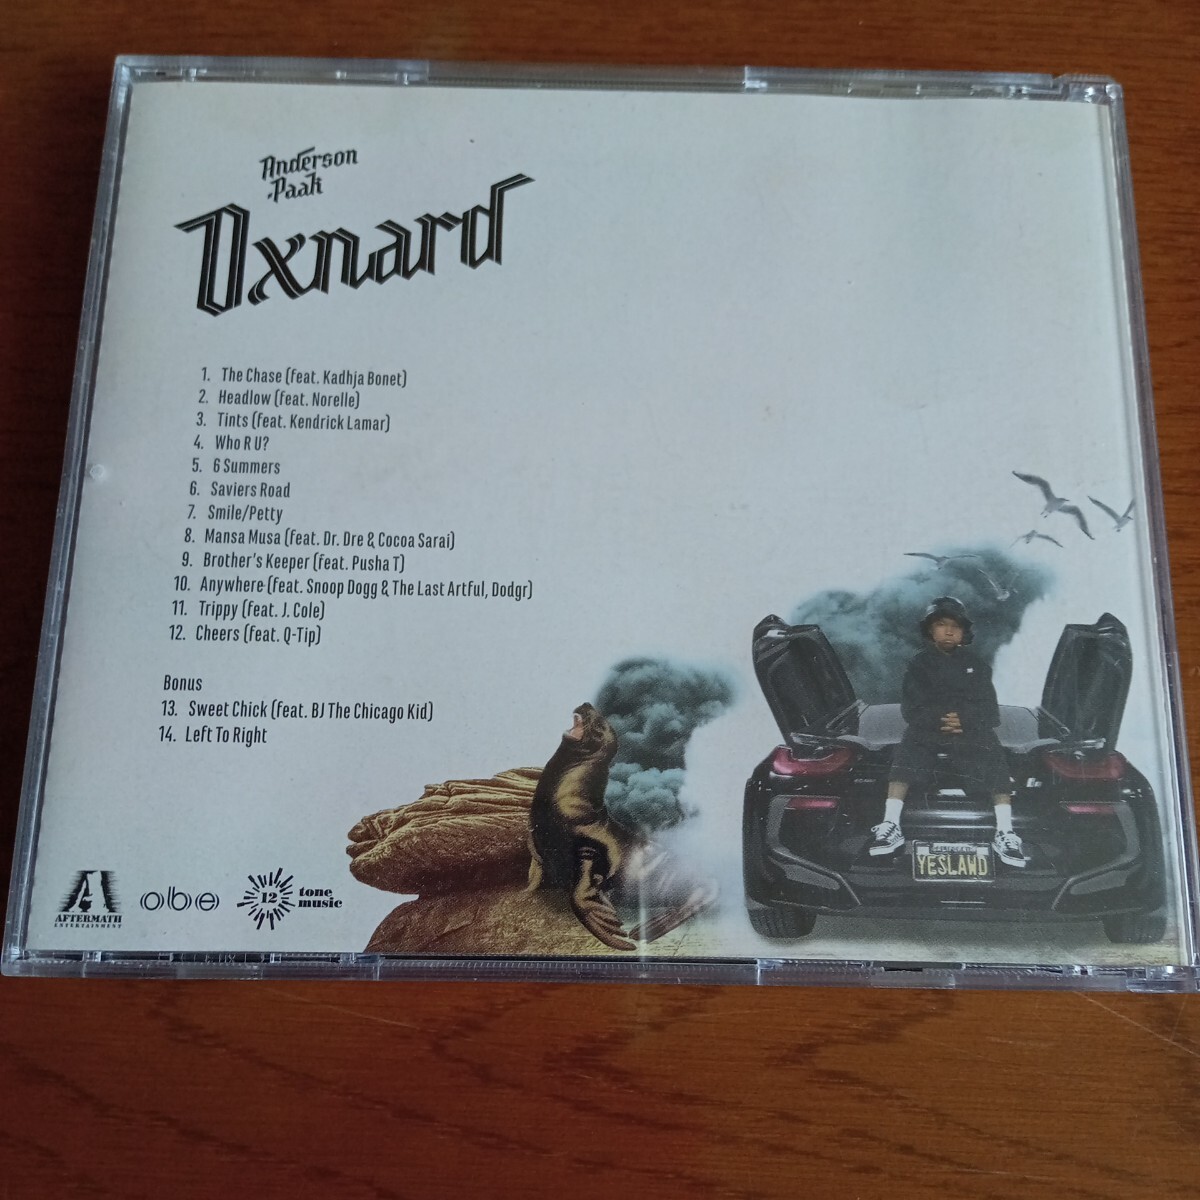 Anderson
.Paak
Oxnard
1. The Chase (feat. Kadhja Bonet)
2. Headlow (feat. Norelle)
3. Tints (feat. Kendrick Lamar)
4. Who R U?
5. 6 Summers
6. Saviers Road
7. Smile/Petty
8. Mansa Musa (feat. Dr. Dre & Cocoa Sarai)
9. Brother's Keeper (feat. Pusha T)
10. Anywhere (feat. Snoop Dogg & The Last Artful, Dodgr)
11. Trippy (feat. J. Cole)
12. Cheers (feat. Q-Tip)
Bonus
13. Sweet Chick (feat. BJ The Chicago Kid)
14. Left To Right
AFTERMATH
ENTERTAINMENT
obe
12
tone
music
YESLAWD